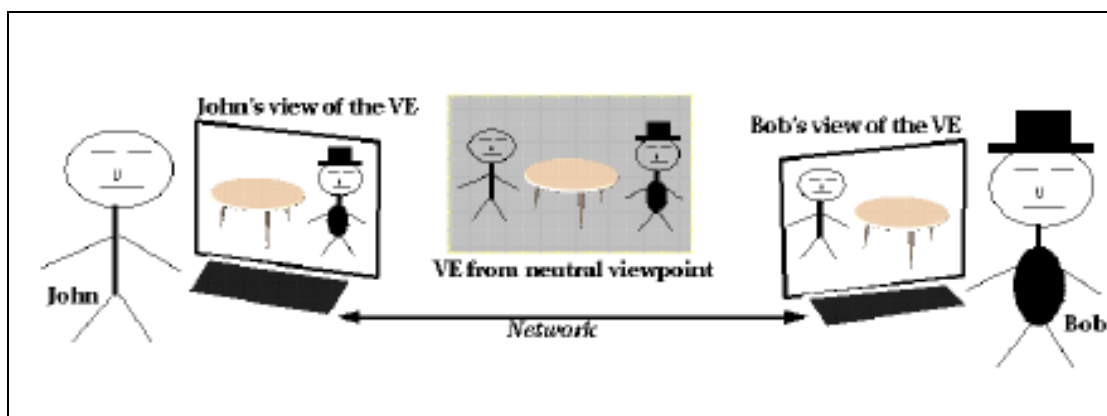 John's view of the VE
Bob's view of the VE
VE from neutral viewpoint
John
Network
Bob